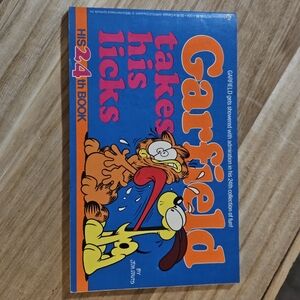 GARFIELD gets showered with admiration in his 24th collection of fun!
Garfield
takes
his
licks
HIS 24th BOOK
BY
JIM DAVIS